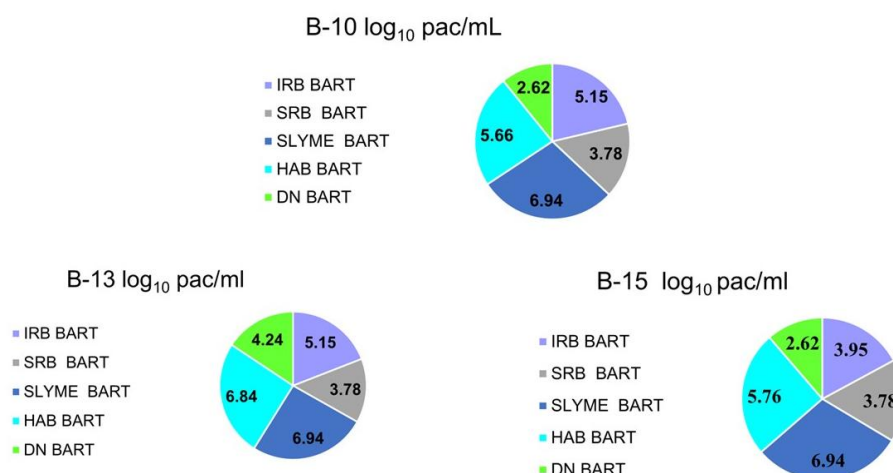 B-10 log₁₀ pac/mL
IRB BART
SRB BART
SLYME BART
HAB BART
DN BART
2.62
5.15
5.66
3.78
6.94
B-13 log₁₀ pac/ml
IRB BART
SRB BART
SLYME BART
HAB BART
DN BART
4.24
5.15
6.84
3.78
6.94
B-15 log₁₀ pac/ml
IRB BART
SRB BART
SLYME BART
HAB BART
DN BART
2.62
3.95
5.76
3.78
6.94